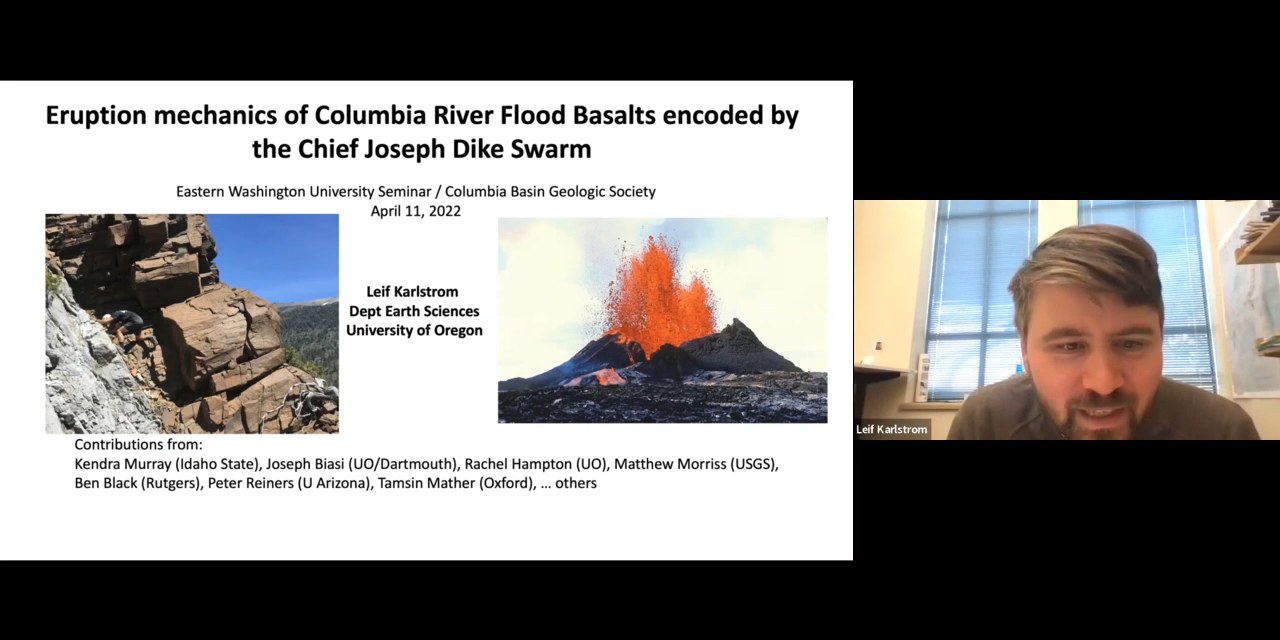 Eruption mechanics of Columbia River Flood Basalts encoded by
the Chief Joseph Dike Swarm
Eastern Washington University Seminar / Columbia Basin Geologic Society
April 11, 2022
Leif Karlstrom
Dept Earth Sciences
University of Oregon
Contributions from:
Kendra Murray (Idaho State), Joseph Biasi (UO/Dartmouth), Rachel Hampton (UO), Matthew Morriss (USGS),
Ben Black (Rutgers), Peter Reiners (U Arizona), Tamsin Mather (Oxford), ... others
Leif Karlstrom